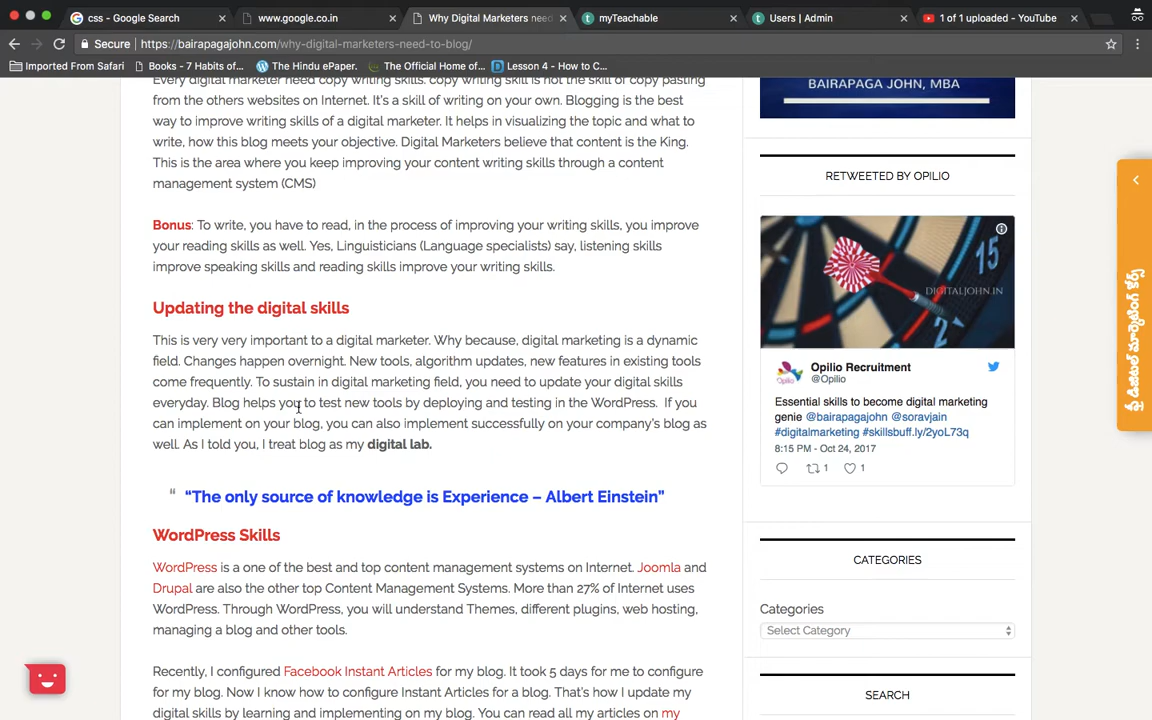 css - Google Search
www.google.co.in
Why Digital Marketers need
myTeachable
Users | Admin
1 of 1 uploaded - YouTube
Secure
https://bairapagajohn.com/why-digital-marketers-need-to-blog/
Imported From Safari
Books - 7 Habits of...
The Hindu ePaper.
The Official Home of...
Lesson 4 - How to C...
Every digital marketer need copy writing skills. copy writing skill is not the skill of copy pasting
from the others websites on Internet. It's a skill of writing on your own. Blogging is the best
way to improve writing skills of a digital marketer. It helps in visualizing the topic and what to
write, how this blog meets your objective. Digital Marketers believe that content is the King.
This is the area where you keep improving your content writing skills through a content
management system (CMS)
Bonus: To write, you have to read, in the process of improving your writing skills, you improve
your reading skills as well. Yes, Linguisticians (Language specialists) say, listening skills
improve speaking skills and reading skills improve your writing skills.
Updating the digital skills
This is very very important to a digital marketer. Why because, digital marketing is a dynamic
field. Changes happen overnight. New tools, algorithm updates, new features in existing tools
come frequently. To sustain in digital marketing field, you need to update your digital skills
everyday. Blog helps you to test new tools by deploying and testing in the WordPress. If you
can implement on your blog, you can also implement successfully on your company's blog as
well. As I told you, I treat blog as my digital lab.
“ “The only source of knowledge is Experience – Albert Einstein”
WordPress Skills
WordPress is a one of the best and top content management systems on Internet. Joomla and
Drupal are also the other top Content Management Systems. More than 27% of Internet uses
WordPress. Through WordPress, you will understand Themes, different plugins, web hosting,
managing a blog and other tools.
Recently, I configured Facebook Instant Articles for my blog. It took 5 days for me to configure
for my blog. Now I know how to configure Instant Articles for a blog. That's how I update my
digital skills by learning and implementing on my blog. You can read all my articles on my
BAIRAPAGA JOHN, MBA
RETWEETED BY OPILIO
15
2
DIGITALJOHN.IN
Opilio Recruitment
@Opilio
Essential skills to become digital marketing
genie @bairapagajohn @soravjain
#digitalmarketing #skillsbuff.ly/2yoL73q
8:15 PM - Oct 24, 2017
1
1
CATEGORIES
Categories
Select Category
SEARCH
ఫ్రీ డిజిటల్ మార్కెటింగ్ కోర్స్